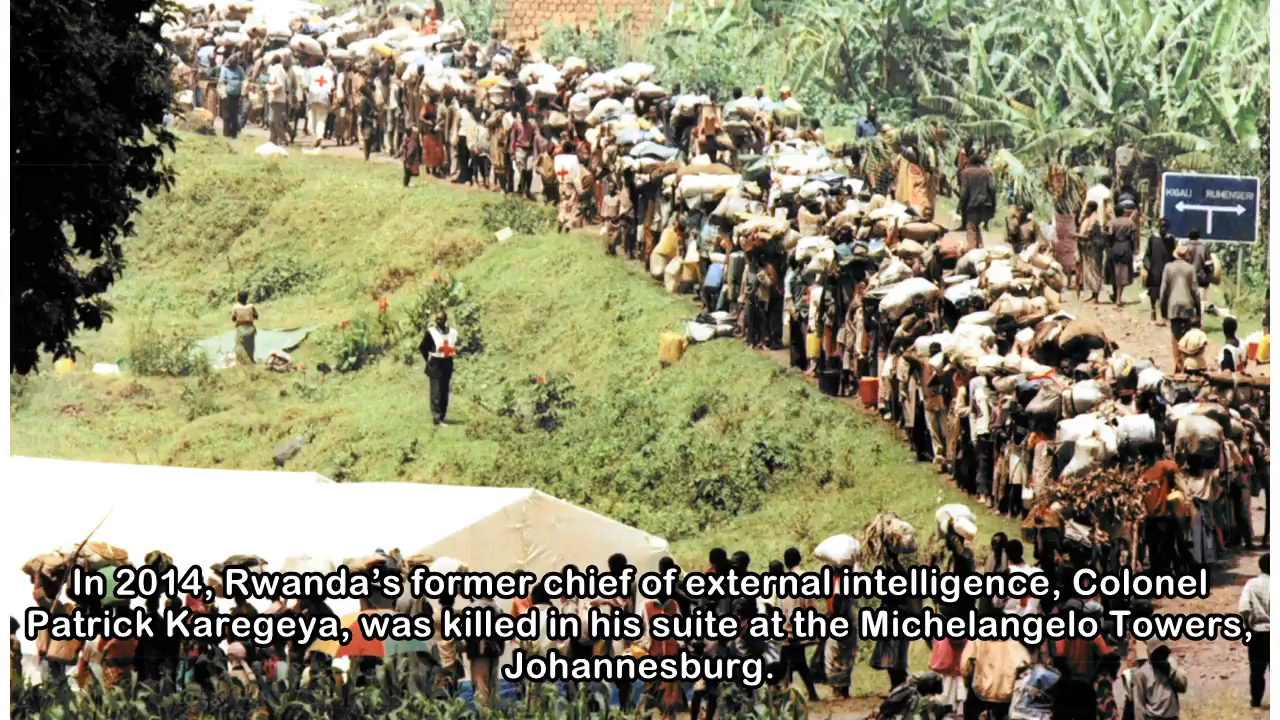 KIGALI RUHENGERI
In 2014, Rwanda’s former chief of external intelligence, Colonel
Patrick Karegeya, was killed in his suite at the Michelangelo Towers,
Johannesburg.